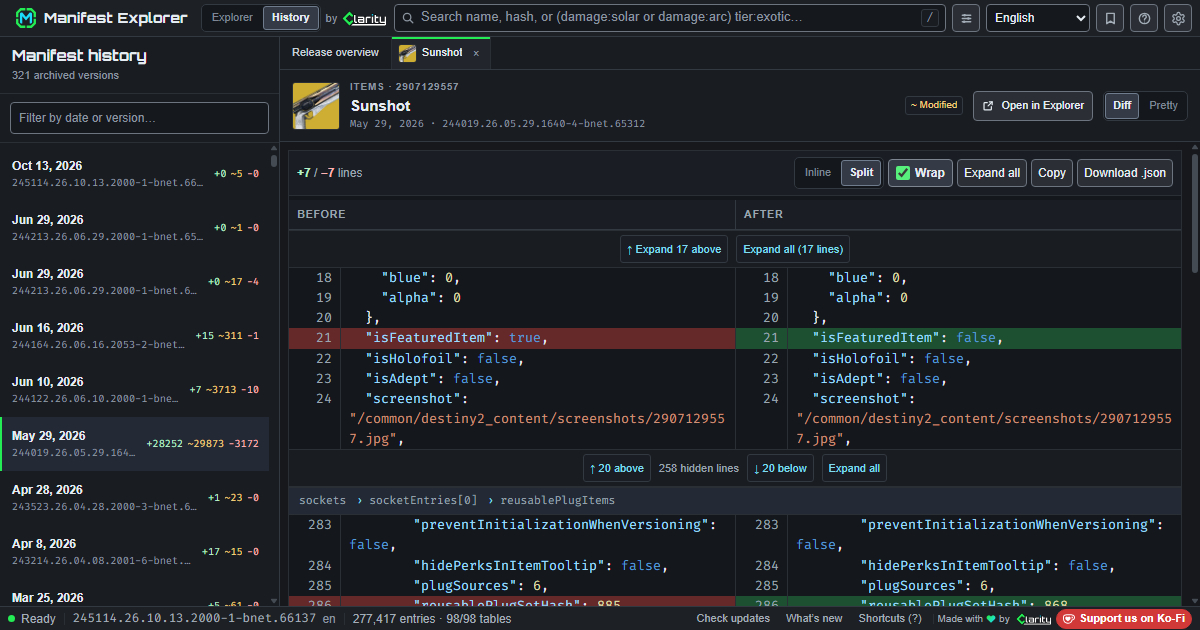 Manifest Explorer
Explorer
History
by Clarity
Search name, hash, or (damage:solar or damage:arc) tier:exotic…
/
English
Manifest history
321 archived versions
Filter by date or version…
Oct 13, 2026
245114.26.10.13.2000-1-bnet.66…
+0 ~5 -0
Jun 29, 2026
244213.26.06.29.2000-1-bnet.65…
+0 ~1 -0
Jun 29, 2026
244213.26.06.29.2000-1-bnet.6…
+0 ~17 -4
Jun 16, 2026
244164.26.06.16.2053-2-bnet…
+15 ~311 -1
Jun 10, 2026
244122.26.06.10.2000-1-bne…
+7 ~3713 -10
May 29, 2026
244019.26.05.29.164…
+28252 ~29873 -3172
Apr 28, 2026
243523.26.04.28.2000-3-bnet.6…
+1 ~23 -0
Apr 8, 2026
243214.26.04.08.2001-6-bnet.…
+17 ~15 -0
Mar 25, 2026
+5 ~61 -0
Release overview
Sunshot ×
ITEMS · 2907129557
Sunshot
May 29, 2026 · 244019.26.05.29.1640-4-bnet.65312
~ Modified
Open in Explorer
Diff
Pretty
+7 / −7 lines
Inline
Split
Wrap
Expand all
Copy
Download .json
BEFORE
AFTER
↑ Expand 17 above
Expand all (17 lines)
18 "blue": 0,
19 "alpha": 0
20 },
21 "isFeaturedItem": true,
22 "isHolofoil": false,
23 "isAdept": false,
24 "screenshot":
"/common/destiny2_content/screenshots/290712955
7.jpg",
18 "blue": 0,
19 "alpha": 0
20 },
21 "isFeaturedItem": false,
22 "isHolofoil": false,
23 "isAdept": false,
24 "screenshot":
"/common/destiny2_content/screenshots/290712955
7.jpg",
↑ 20 above
258 hidden lines
↓ 20 below
Expand all
sockets › socketEntries[0] › reusablePlugItems
283 "preventInitializationWhenVersioning":
false,
284 "hidePerksInItemTooltip": false,
285 "plugSources": 6,
286 "reusablePlugSetHash": 885
283 "preventInitializationWhenVersioning":
false,
284 "hidePerksInItemTooltip": false,
285 "plugSources": 6,
286 "reusablePlugSetHash": 868
Ready
245114.26.10.13.2000-1-bnet.66137 en
277,417 entries · 98/98 tables
Check updates
What's new
Shortcuts (?)
Made with ♥ by Clarity
Support us on Ko-Fi